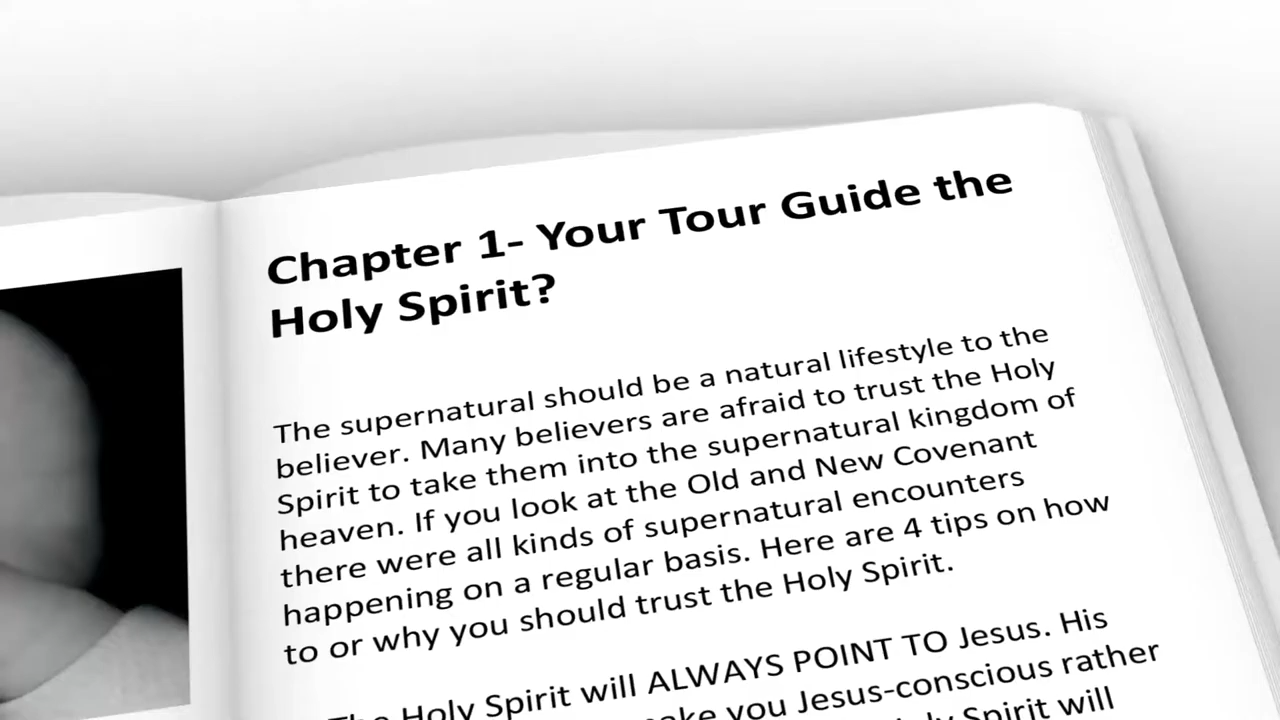 Chapter 1- Your Tour Guide the
Holy Spirit?
The supernatural should be a natural lifestyle to the
believer. Many believers are afraid to trust the Holy
Spirit to take them into the supernatural kingdom of
heaven. If you look at the Old and New Covenant
there were all kinds of supernatural encounters
happening on a regular basis. Here are 4 tips on how
to or why you should trust the Holy Spirit.
The Holy Spirit will ALWAYS POINT TO Jesus. His
you Jesus-conscious rather
Spirit will